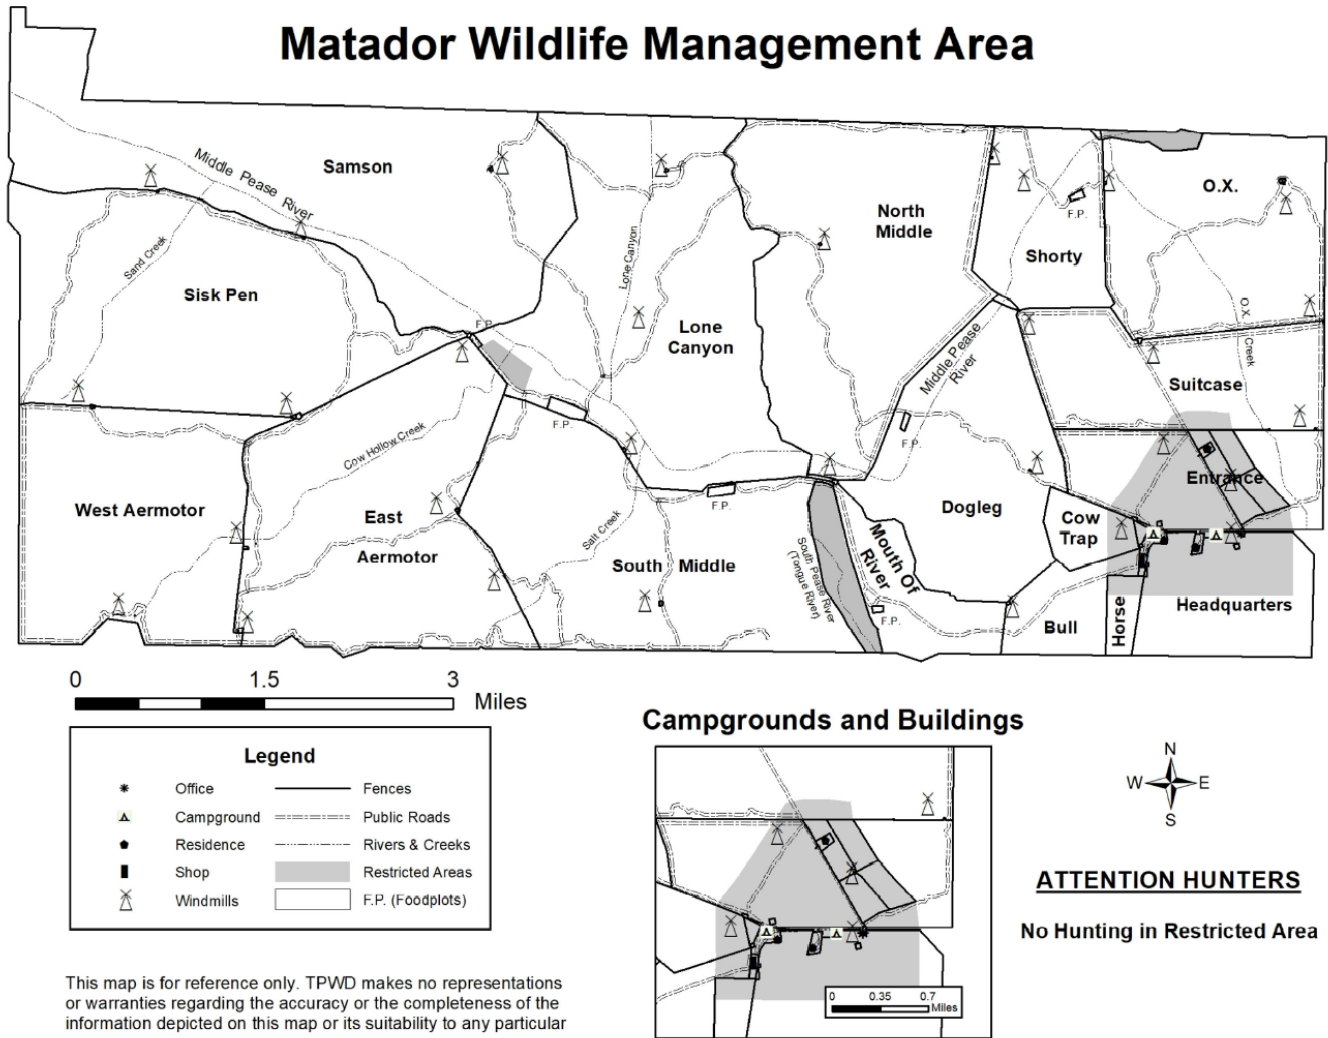 Matador Wildlife Management Area
Samson
Middle Pease River
Sand Creek
Sisk Pen
F.P.
Lone Canyon
Lone
Canyon
North
Middle
Shorty
F.P.
O.X.
O.X.
Creek
Middle Pease
River
Suitcase
F.P.
F.P.
Cow Hollow Creek
West Aermotor
East
Aermotor
Salt Creek
South Middle
F.P.
South Pease River
(Tongue River)
Mouth Of
River
F.P.
Dogleg
Cow
Trap
Entrance
Bull
Horse
Headquarters
0 1.5 3
Miles
Legend
Office
Fences
Campground
Public Roads
Residence
Rivers & Creeks
Shop
Restricted Areas
Windmills
F.P. (Foodplots)
Campgrounds and Buildings
0 0.35 0.7
Miles
N
W E
S
ATTENTION HUNTERS
No Hunting in Restricted Area
This map is for reference only. TPWD makes no representations
or warranties regarding the accuracy or the completeness of the
information depicted on this map or its suitability to any particular